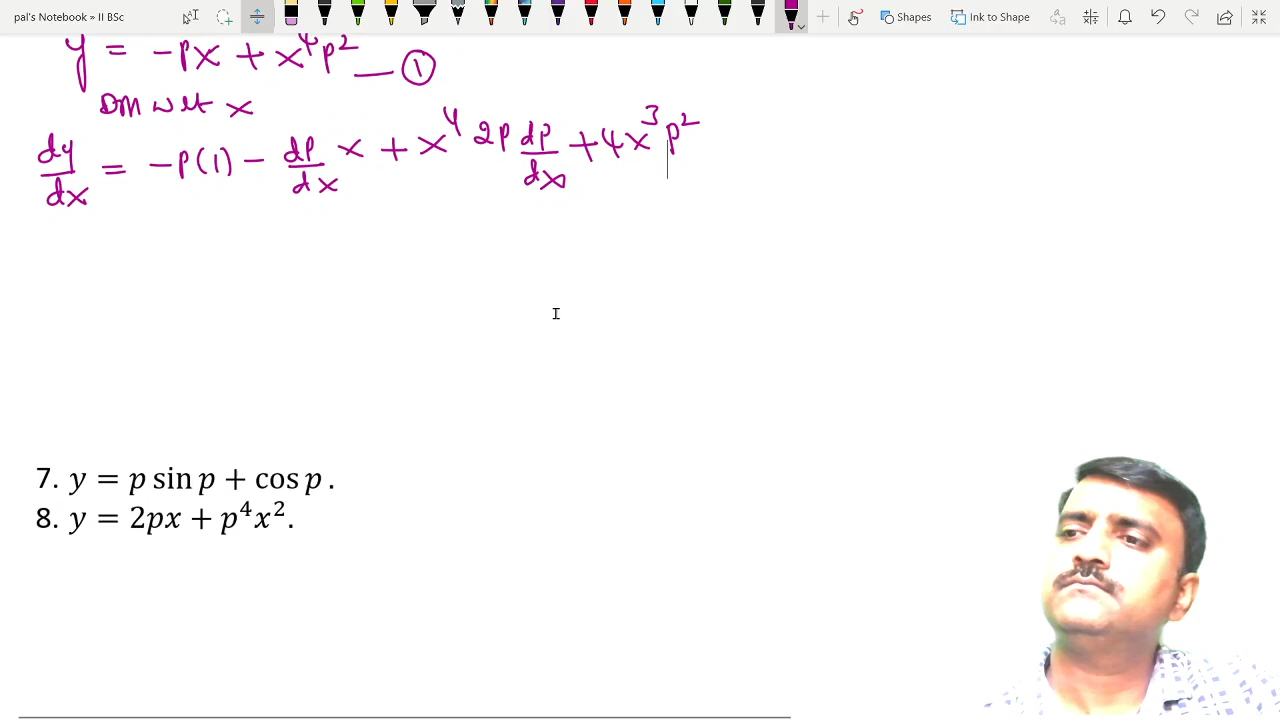 pal's Notebook » II BSc
Shapes Ink to Shape Share
y = -px + x⁴p² — ①
Diff w r t x
dy/dx = -p(1) - dp/dx x + x⁴ 2p dp/dx + 4x³p²
7. y = p sin p + cos p .
8. y = 2px + p⁴x².